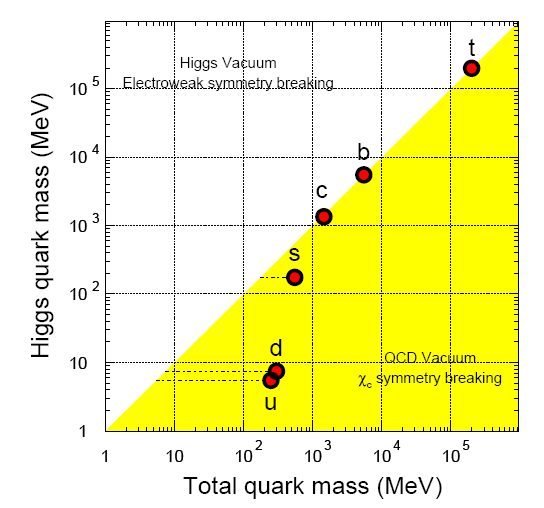 Higgs Vacuum
Electroweak symmetry breaking
t
b
c
s
d
u
QCD Vacuum
χc symmetry breaking
Higgs quark mass (MeV)
10^5
10^4
10^3
10^2
10
1
1
10
10^2
10^3
10^4
10^5
Total quark mass (MeV)